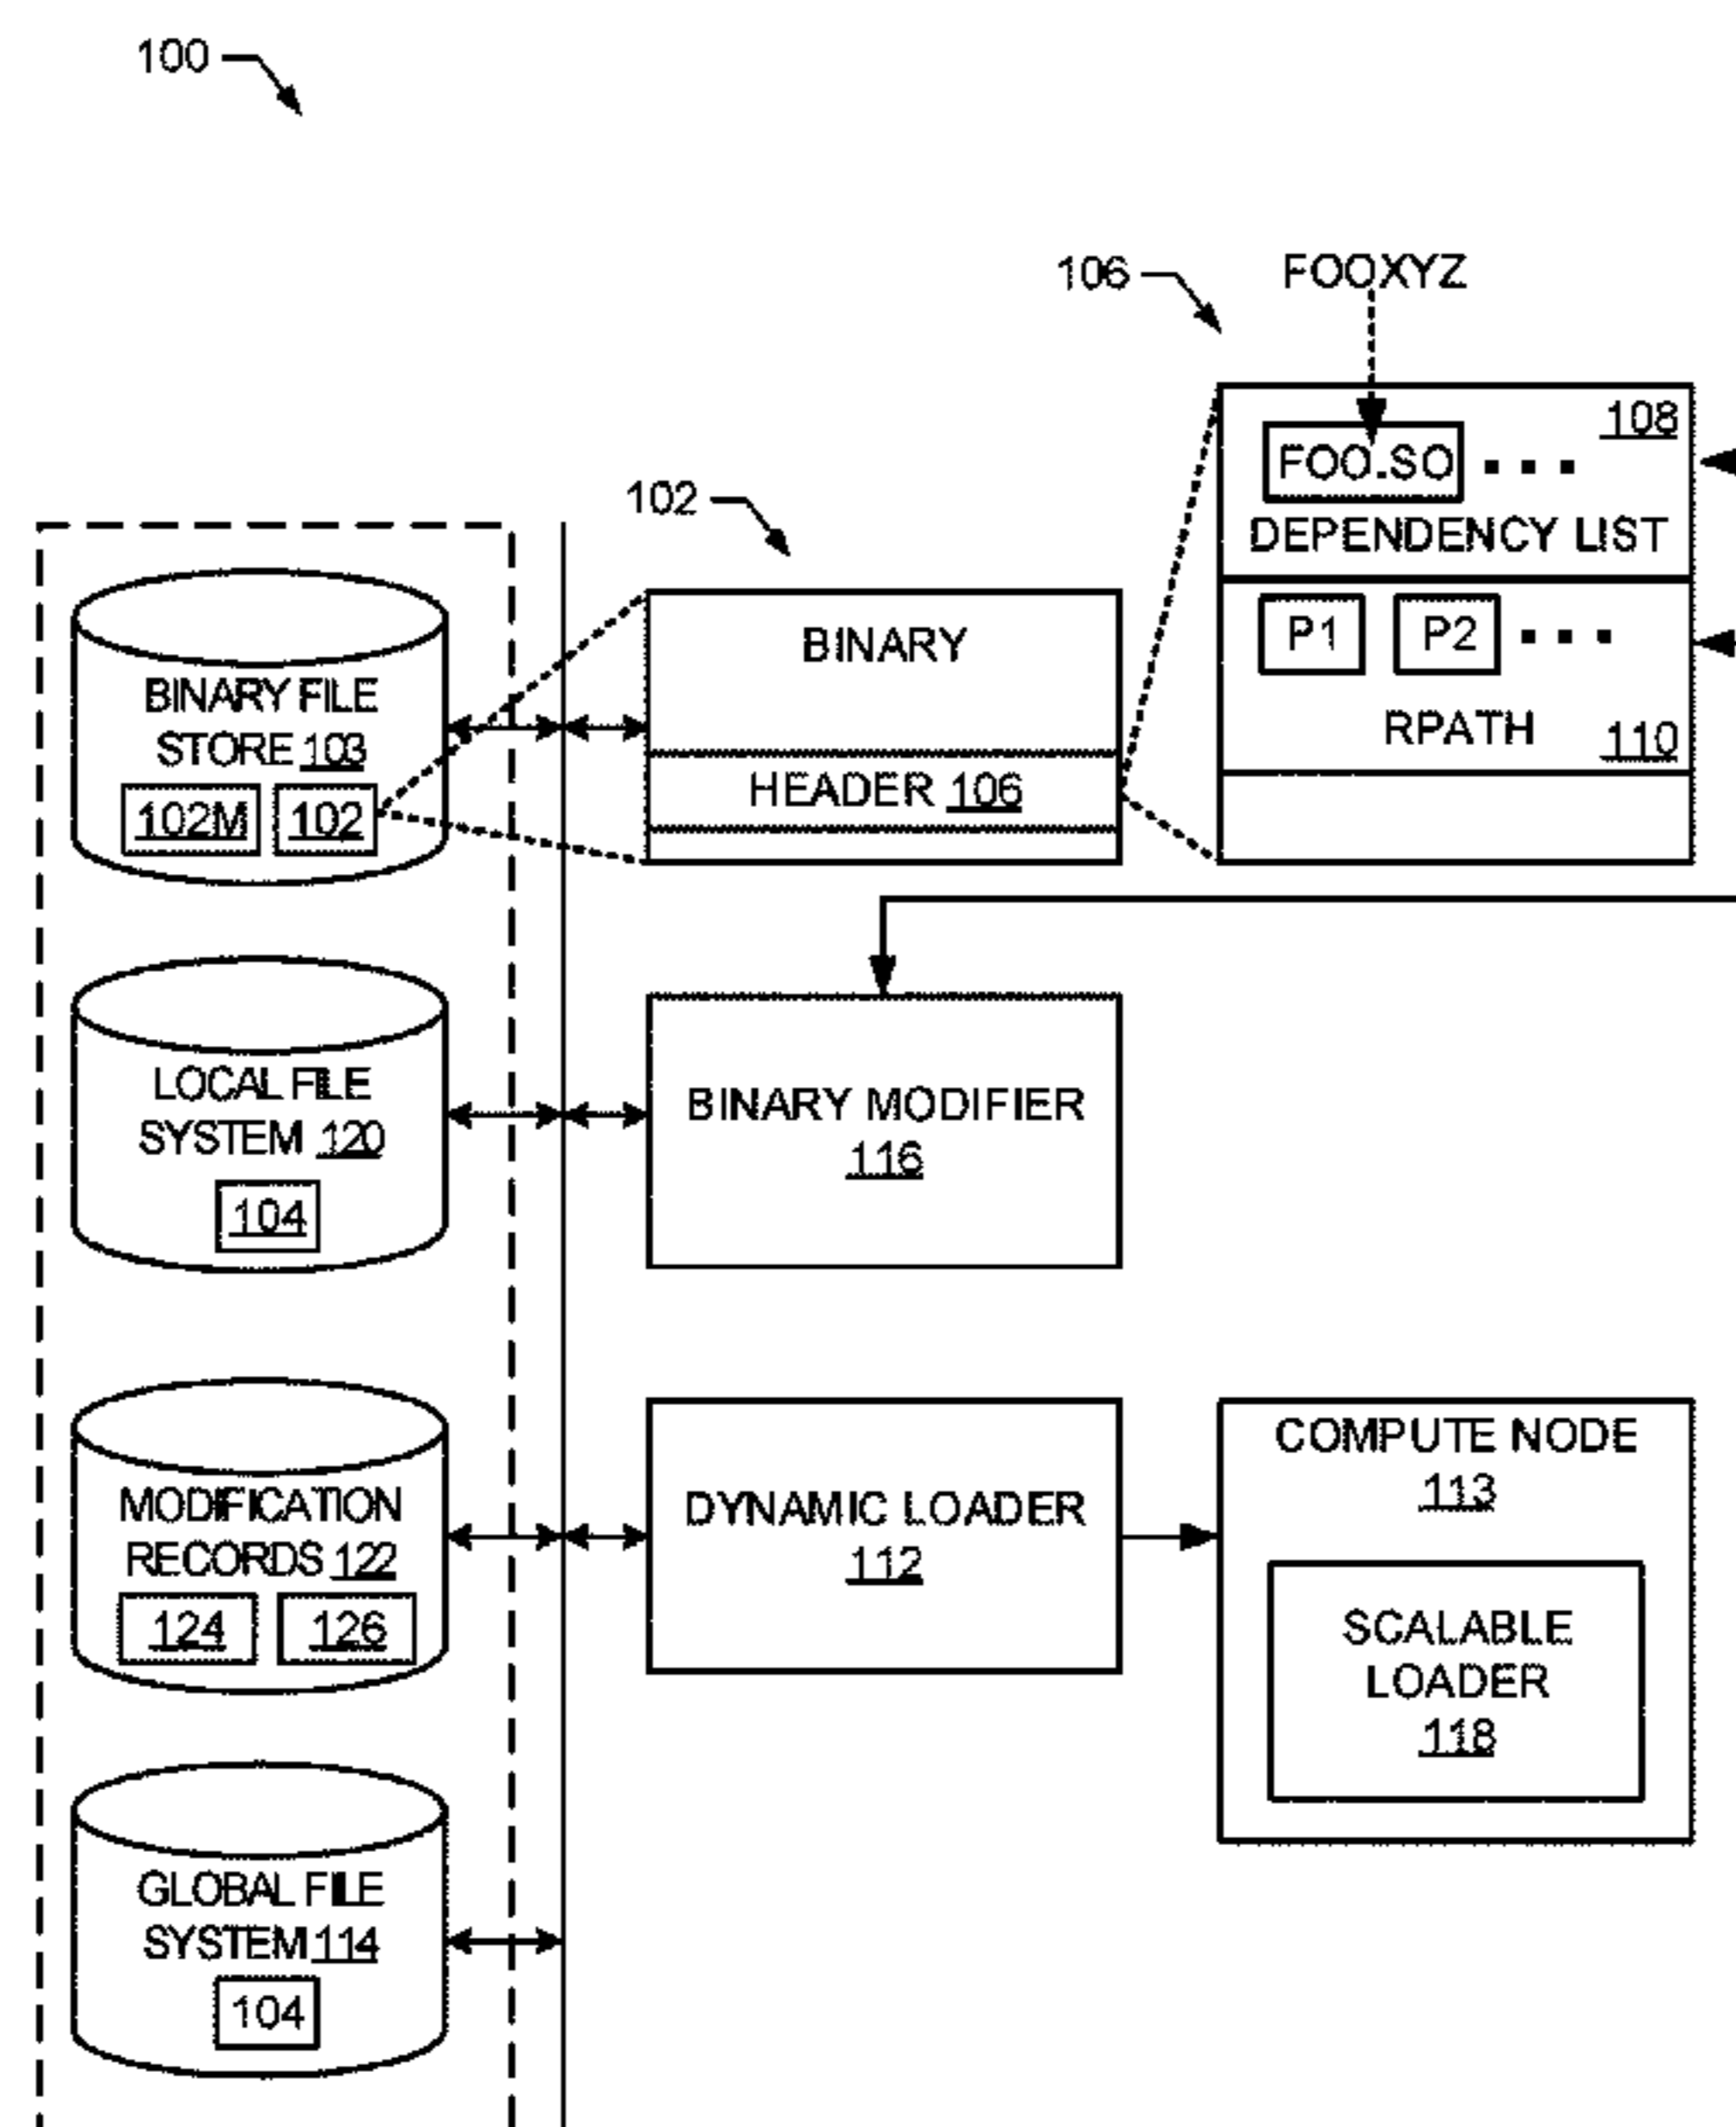 100
106
FOOXYZ
108
FOO.SO ...
DEPENDENCY LIST
P1 P2 ...
RPATH 110
102
BINARY
HEADER 106
BINARY FILE
STORE 103
102M 102
LOCAL FILE
SYSTEM 120
104
BINARY MODIFIER
116
MODIFICATION
RECORDS 122
124 126
DYNAMIC LOADER
112
COMPUTE NODE
113
SCALABLE
LOADER
118
GLOBAL FILE
SYSTEM 114
104